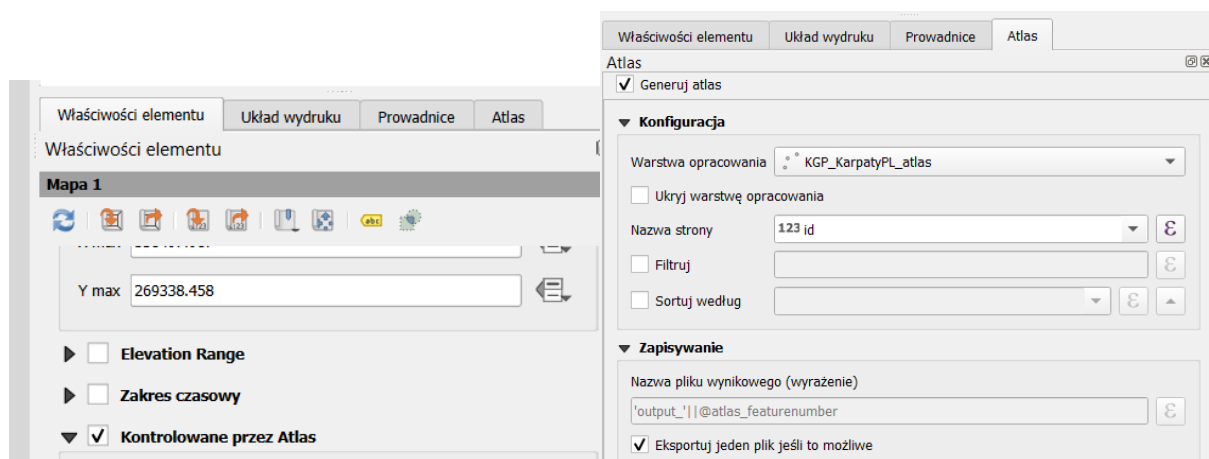 Właściwości elementu Układ wydruku Prowadnice Atlas
Właściwości elementu
Mapa 1
Y max 269338.458
Elevation Range
Zakres czasowy
Kontrolowane przez Atlas
Właściwości elementu Układ wydruku Prowadnice Atlas
Atlas
Generuj atlas
Konfiguracja
Warstwa opracowania KGP_KarpatyPL_atlas
Ukryj warstwę opracowania
Nazwa strony 123 id
Filtruj
Sortuj według
Zapisywanie
Nazwa pliku wynikowego (wyrażenie)
'output_'||@atlas_featurenumber
Eksportuj jeden plik jeśli to możliwe